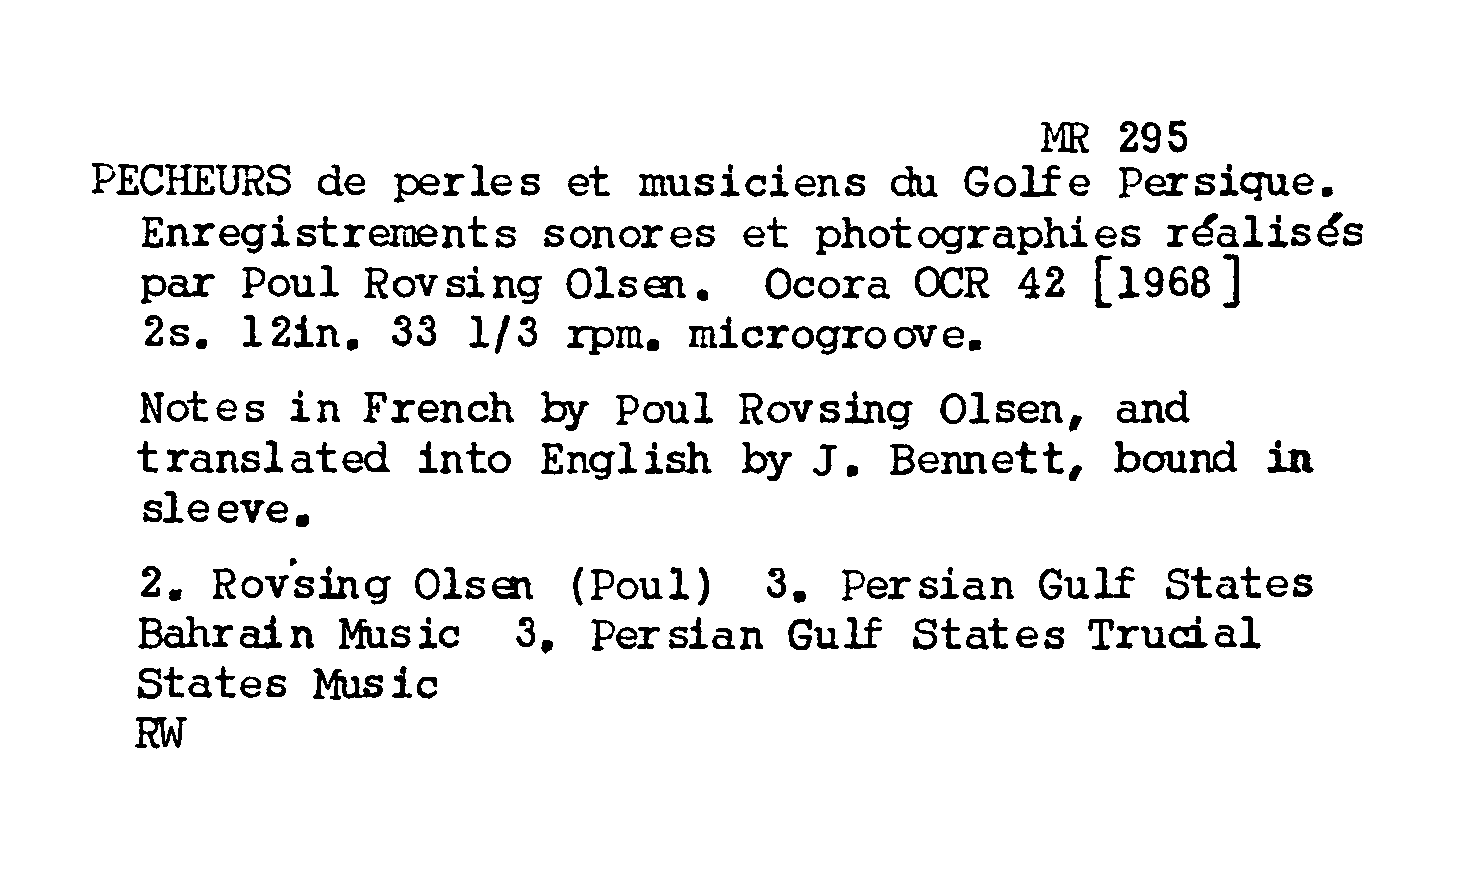 MR 295
PECHEURS de perles et musiciens du Golfe Persique.
Enregistrements sonores et photographies réalisés
par Poul Rovsing Olsen. Ocora OCR 42 [1968]
2s. 12in. 33 1/3 rpm. microgroove.
Notes in French by Poul Rovsing Olsen, and
translated into English by J. Bennett, bound in
sleeve.
2. Rovsing Olsen (Poul) 3. Persian Gulf States
Bahrain Music 3. Persian Gulf States Trucial
States Music
RW